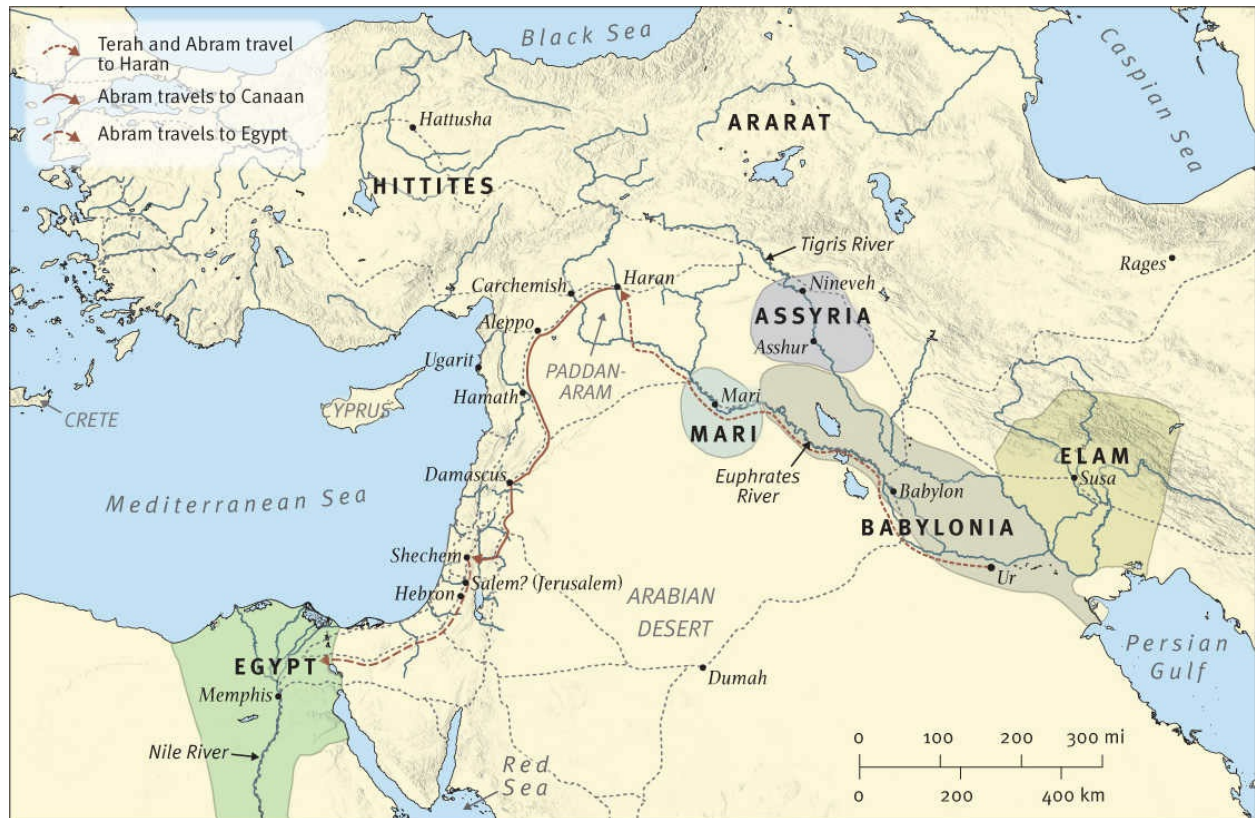 Terah and Abram travel
to Haran
Abram travels to Canaan
Abram travels to Egypt
Black Sea
Caspian Sea
Hattusha
ARARAT
HITTITES
Tigris River
Rages
Carchemish
Haran
Nineveh
ASSYRIA
Aleppo
Asshur
Ugarit
PADDAN-
ARAM
Hamath
CYPRUS
CRETE
Mari
MARI
ELAM
Susa
Euphrates
River
Damascus
Babylon
BABYLONIA
Mediterranean Sea
Shechem
Ur
Salem? (Jerusalem)
Hebron
ARABIAN
DESERT
Persian
Gulf
EGYPT
Dumah
Memphis
Nile River
Red
Sea
0 100 200 300 mi
0 200 400 km